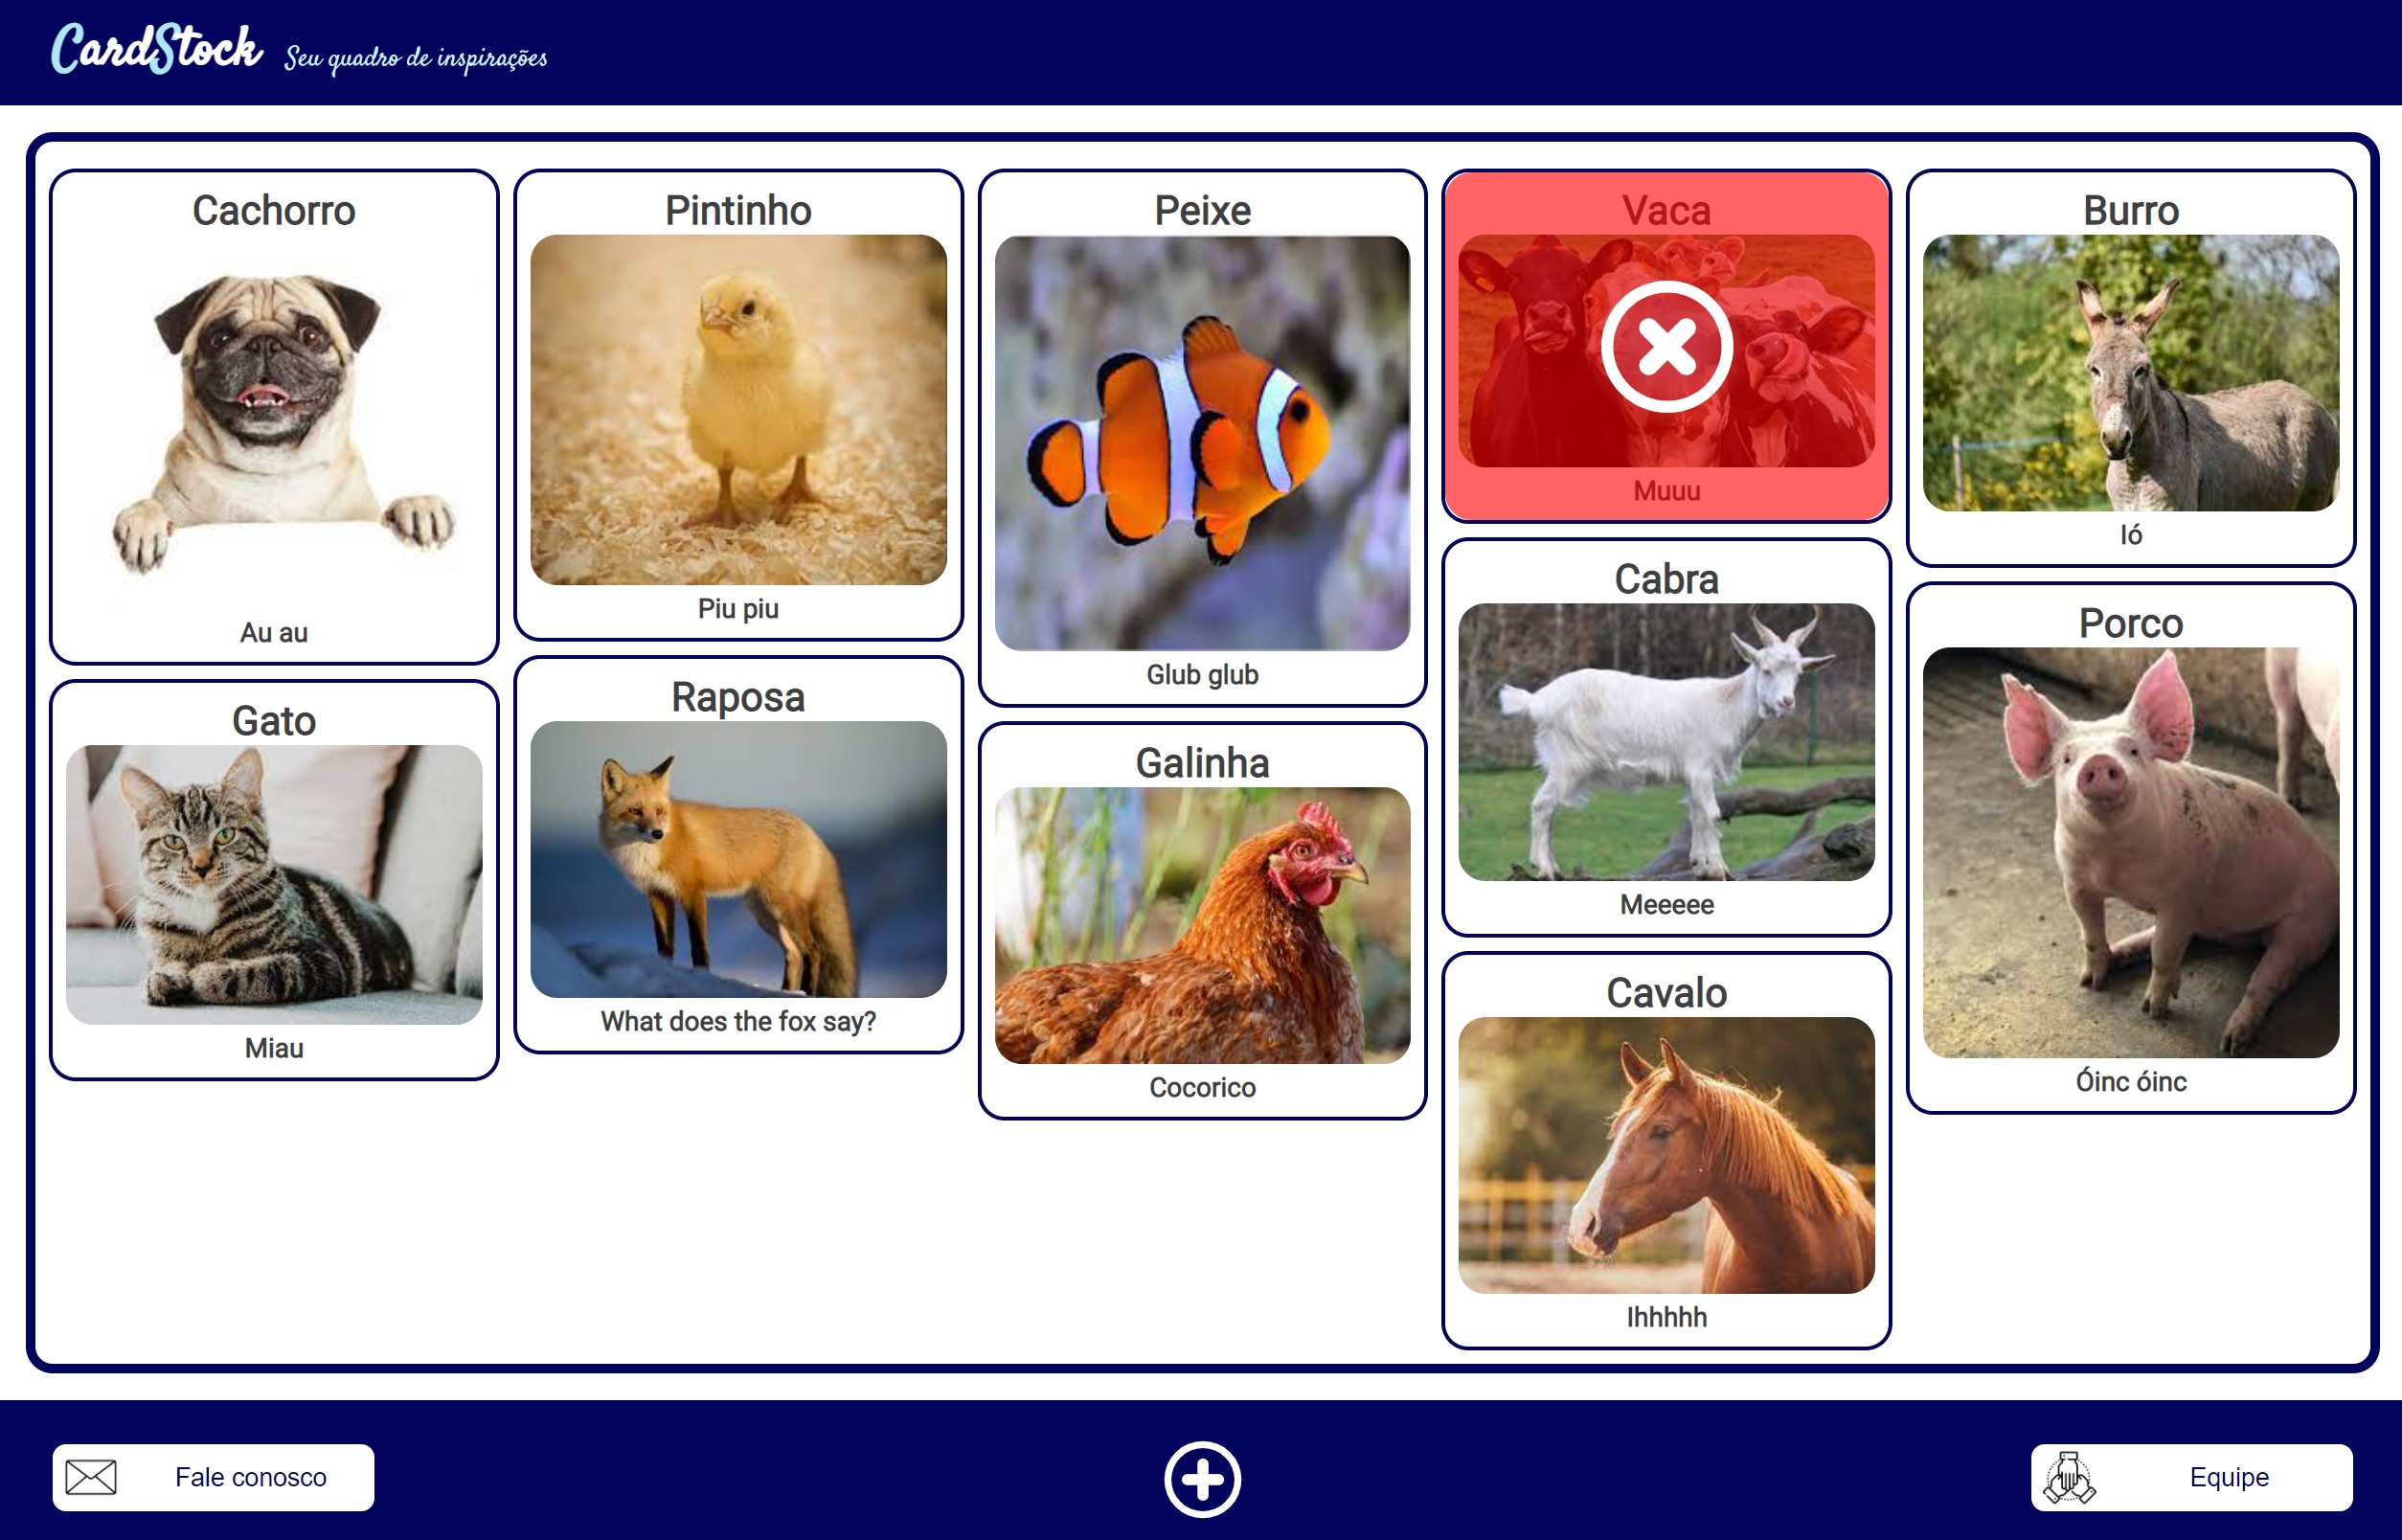 CardStock Seu quadro de inspirações
Cachorro
Au au
Gato
Miau
Pintinho
Piu piu
Raposa
What does the fox say?
Peixe
Glub glub
Galinha
Cocorico
Vaca
Muuu
Cabra
Meeeee
Cavalo
Ihhhhh
Burro
Ió
Porco
Óinc óinc
Fale conosco
Equipe